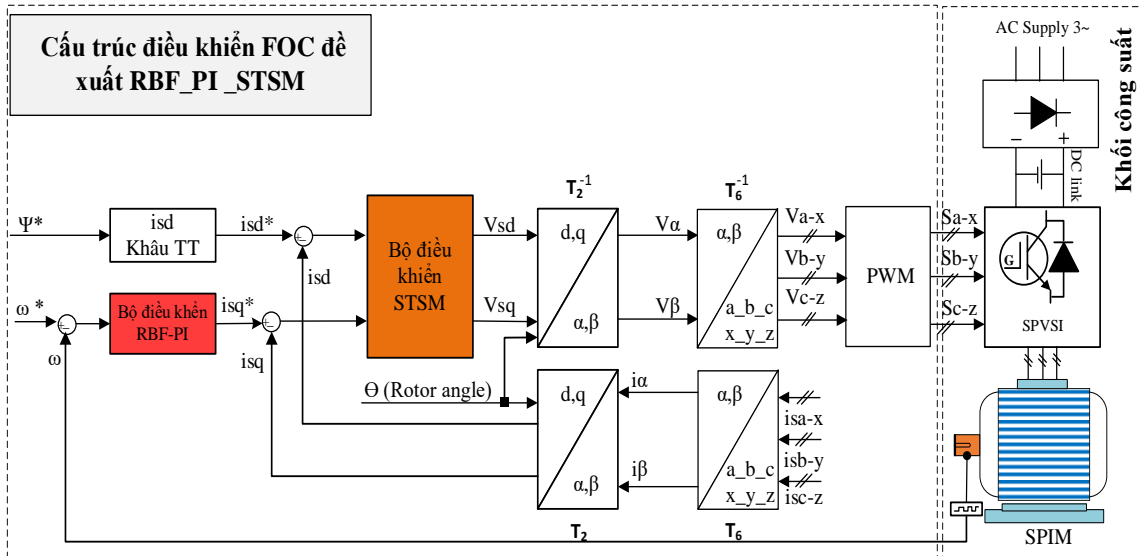 Cấu trúc điều khiển FOC đề
xuất RBF_PI _STSM
AC Supply 3~
Khối công suất
− +
DC link
Ψ*
isd
Khâu TT
isd*
isd
ω *
ω
Bộ điều khển
RBF-PI
isq*
isq
Bộ điều
khiển
STSM
Vsd
Vsq
T₂⁻¹
d,q
α,β
Vα
Vβ
T₆⁻¹
α,β
a_b_c
x_y_z
Va-x
Vb-y
Vc-z
PWM
Sa-x
Sb-y
Sc-z
G
SPVSI
Θ (Rotor angle)
d,q
α,β
T₂
iα
iβ
α,β
a_b_c
x_y_z
T₆
isa-x
isb-y
isc-z
SPIM